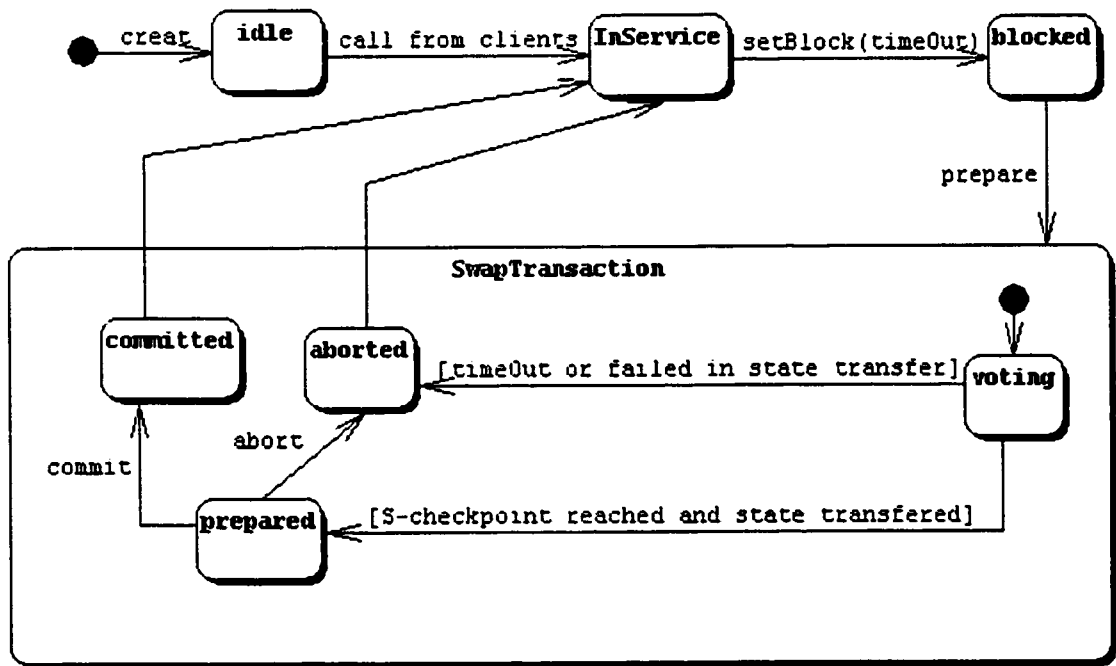 creat
idle
call from clients
InService
setBlock(timeOut)
blocked
prepare
SwapTransaction
committed
aborted
[timeOut or failed in state transfer]
voting
abort
commit
prepared
[S-checkpoint reached and state transfered]